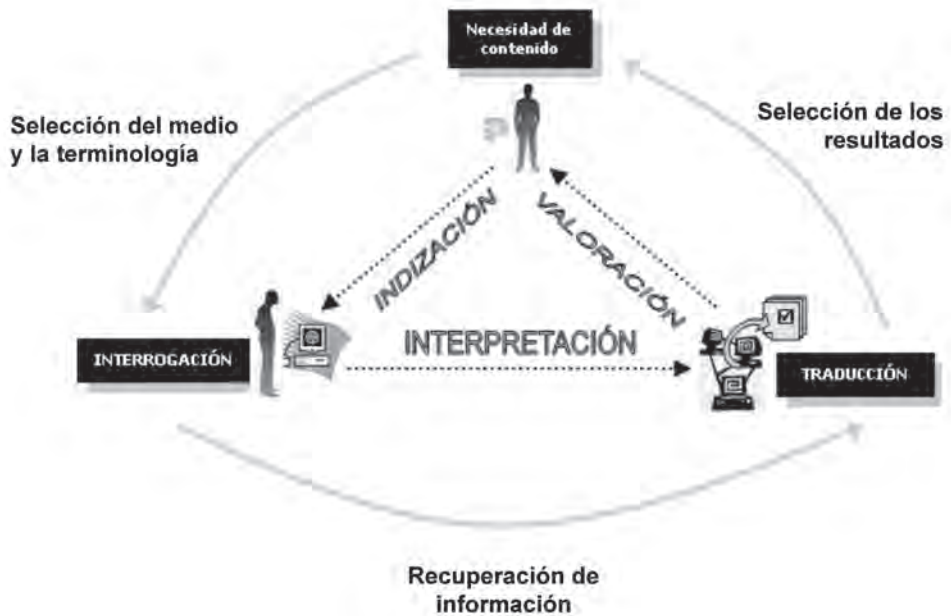 Necesidad de
contenido
Selección del medio
y la terminología
Selección de los
resultados
INDIZACIÓN
VALORACIÓN
INTERROGACIÓN
INTERPRETACIÓN
TRADUCCIÓN
Recuperación de
información